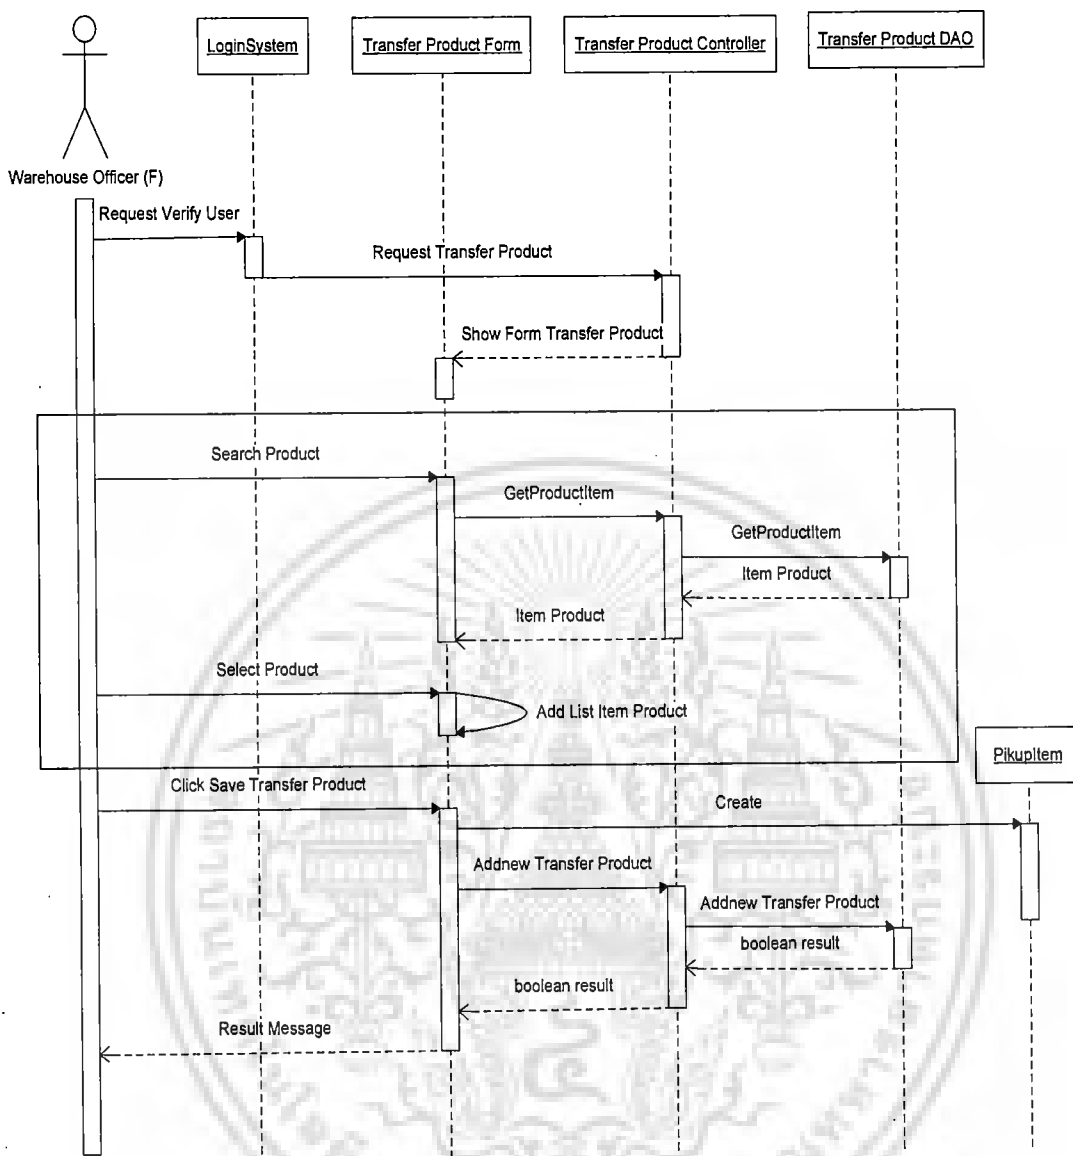 LoginSystem
Transfer Product Form
Transfer Product Controller
Transfer Product DAO
Warehouse Officer (F)
Request Verify User
Request Transfer Product
Show Form Transfer Product
Search Product
GetProductItem
GetProductItem
Item Product
Item Product
Select Product
Add List Item Product
PikupItem
Click Save Transfer Product
Create
Addnew Transfer Product
Addnew Transfer Product
boolean result
boolean result
Result Message